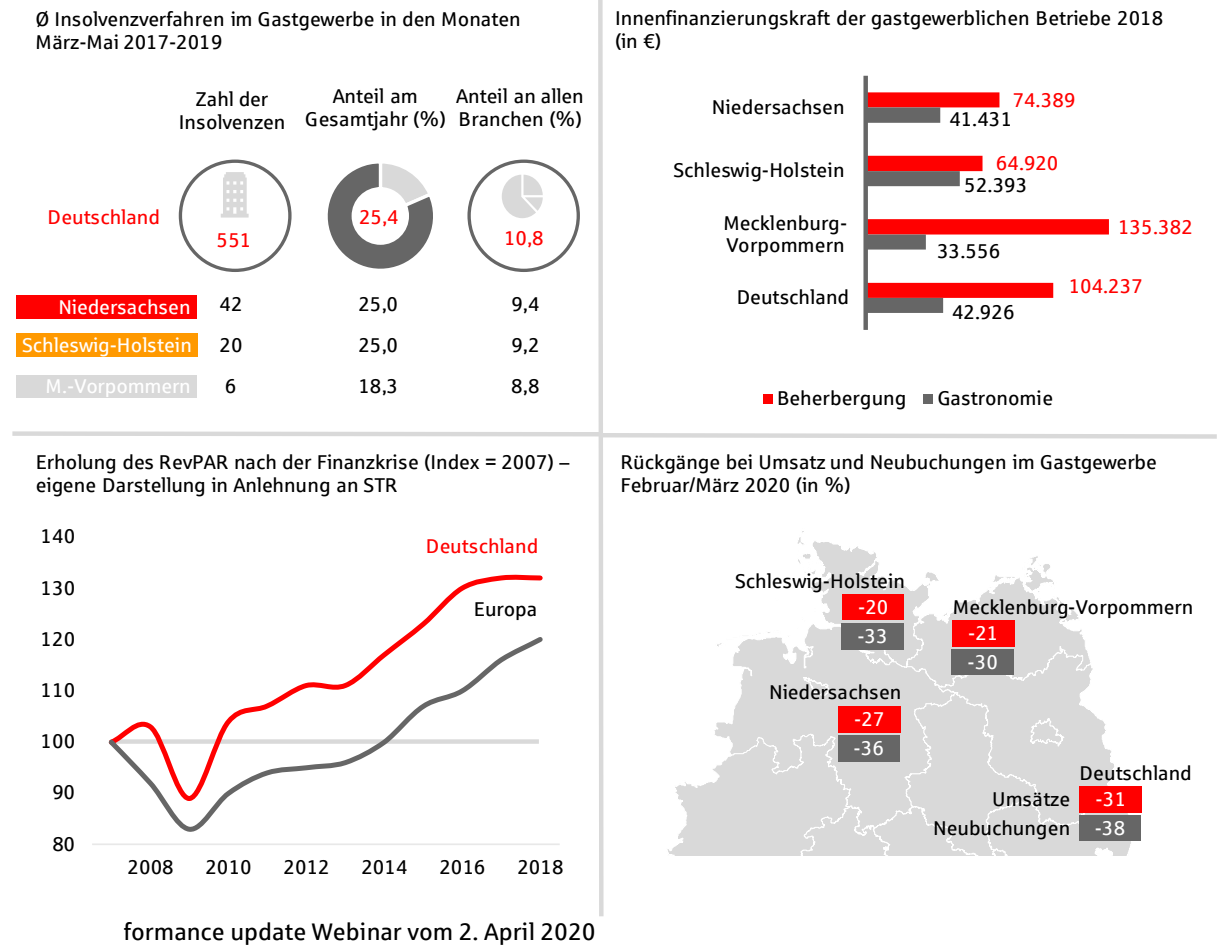 Ø Insolvenzverfahren im Gastgewerbe in den Monaten
März-Mai 2017-2019
Zahl der
Insolvenzen
Anteil am
Gesamtjahr (%)
Anteil an allen
Branchen (%)
Deutschland
551
25,4
10,8
Niedersachsen 42 25,0 9,4
Schleswig-Holstein 20 25,0 9,2
M.-Vorpommern 6 18,3 8,8
Innenfinanzierungskraft der gastgewerblichen Betriebe 2018
(in €)
Niedersachsen
74.389
41.431
Schleswig-Holstein
64.920
52.393
Mecklenburg-
Vorpommern
135.382
33.556
Deutschland
104.237
42.926
Beherbergung Gastronomie
Erholung des RevPAR nach der Finanzkrise (Index = 2007) –
eigene Darstellung in Anlehnung an STR
140
130
120
110
100
90
80
Deutschland
Europa
2008 2010 2012 2014 2016 2018
Rückgänge bei Umsatz und Neubuchungen im Gastgewerbe
Februar/März 2020 (in %)
Schleswig-Holstein
-20
-33
Mecklenburg-Vorpommern
-21
-30
Niedersachsen
-27
-36
Deutschland
Umsätze -31
Neubuchungen -38
formance update Webinar vom 2. April 2020